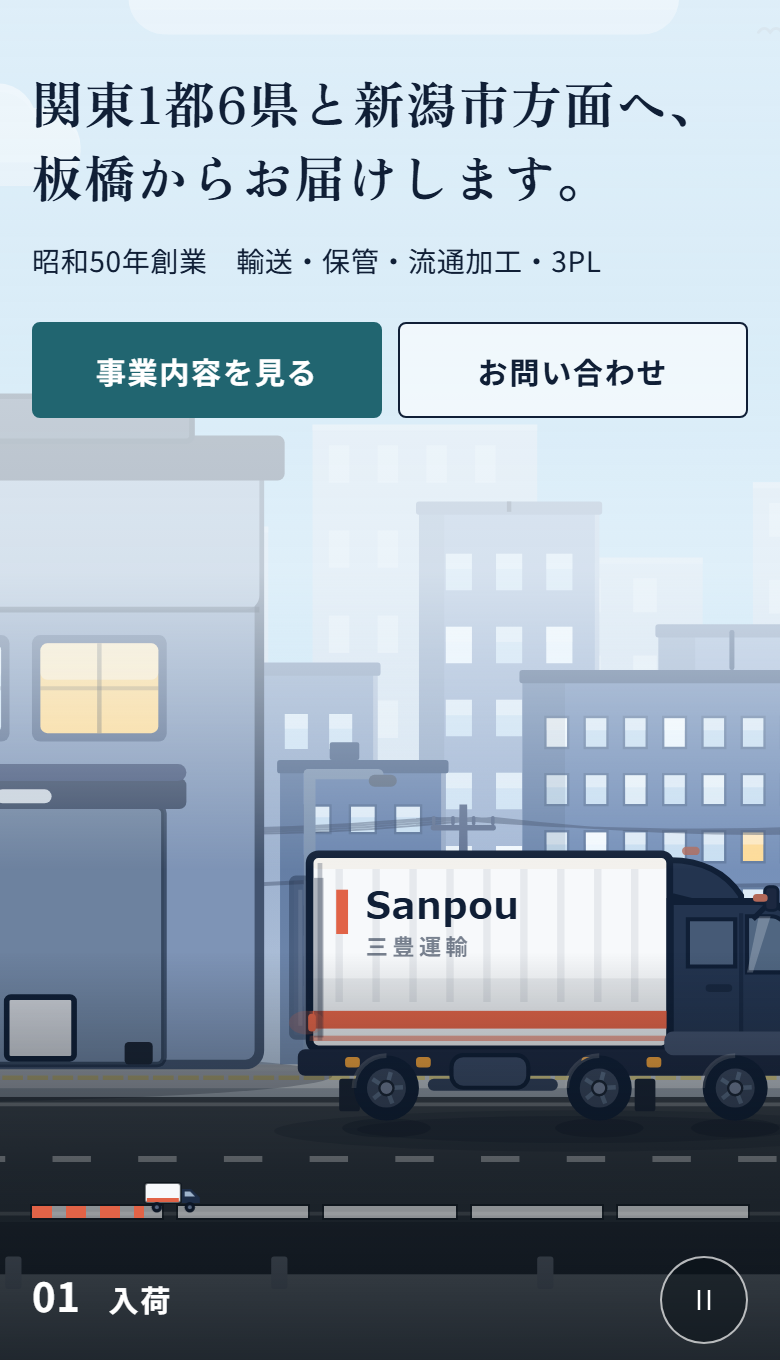 関東1都6県と新潟市方面へ、
板橋からお届けします。
昭和50年創業　輸送・保管・流通加工・3PL
事業内容を見る
お問い合わせ
Sanpou
三豊運輸
01 入荷